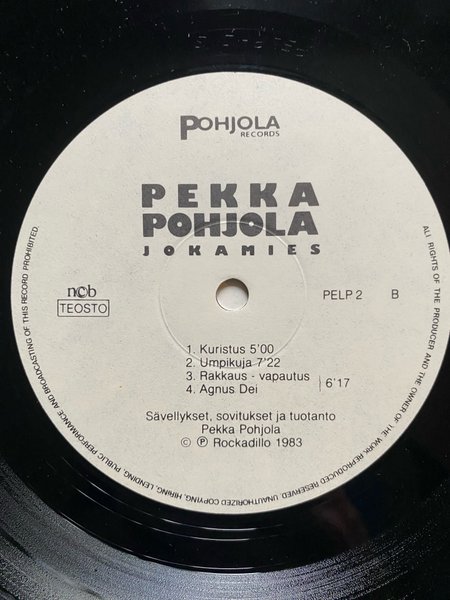 POHJOLA
RECORDS
PEKKA
POHJOLA
JOKAMIES
ncb
TEOSTO
PELP 2 B
1. Kuristus 5'00
2. Umpikuja 7'22
3. Rakkaus - vapautus
4. Agnus Dei
6'17
Sävellykset, sovitukset ja tuotanto
Pekka Pohjola
© ℗ Rockadillo 1983
ALL RIGHTS OF THE PRODUCER AND THE OWNER OF THE WORK REPRODUCED RESERVED. UNAUTHORIZED COPYING, HIRING, LENDING, PUBLIC PERFORMANCE AND BROADCASTING OF THIS RECORD PROHIBITED.